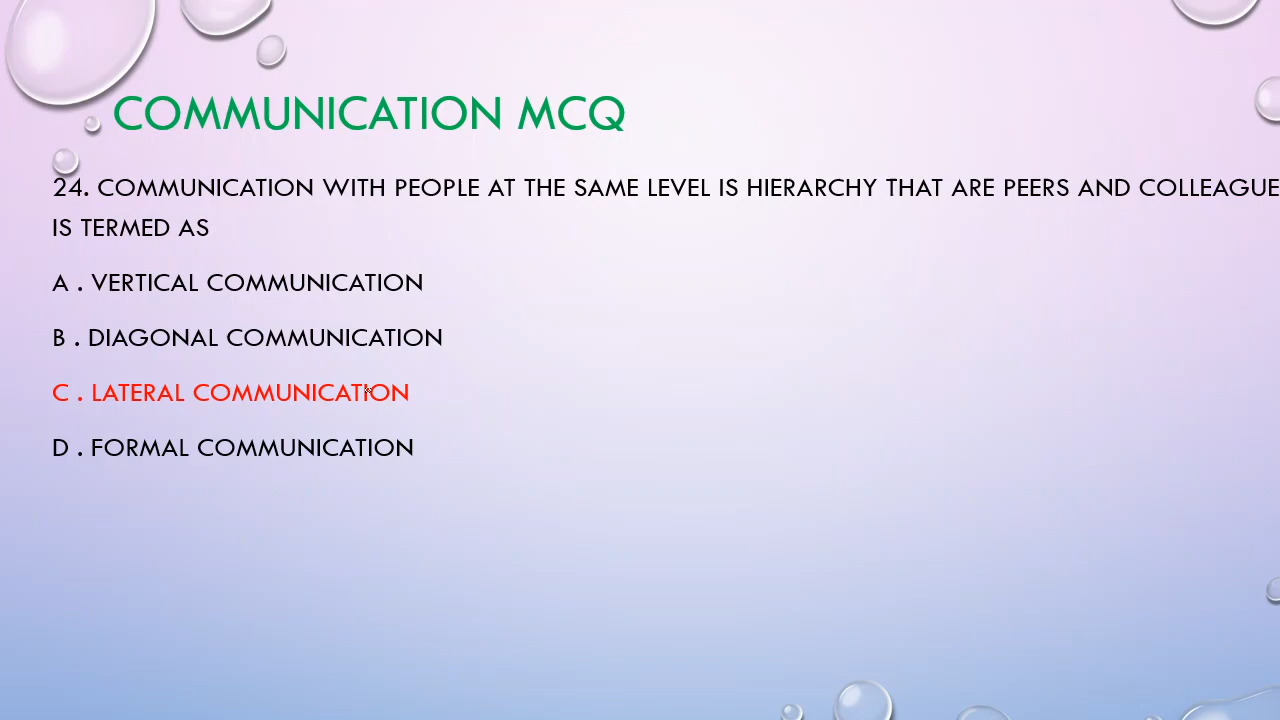 COMMUNICATION MCQ
24. COMMUNICATION WITH PEOPLE AT THE SAME LEVEL IS HIERARCHY THAT ARE PEERS AND COLLEAGUE
IS TERMED AS
A . VERTICAL COMMUNICATION
B . DIAGONAL COMMUNICATION
C . LATERAL COMMUNICATION
D . FORMAL COMMUNICATION